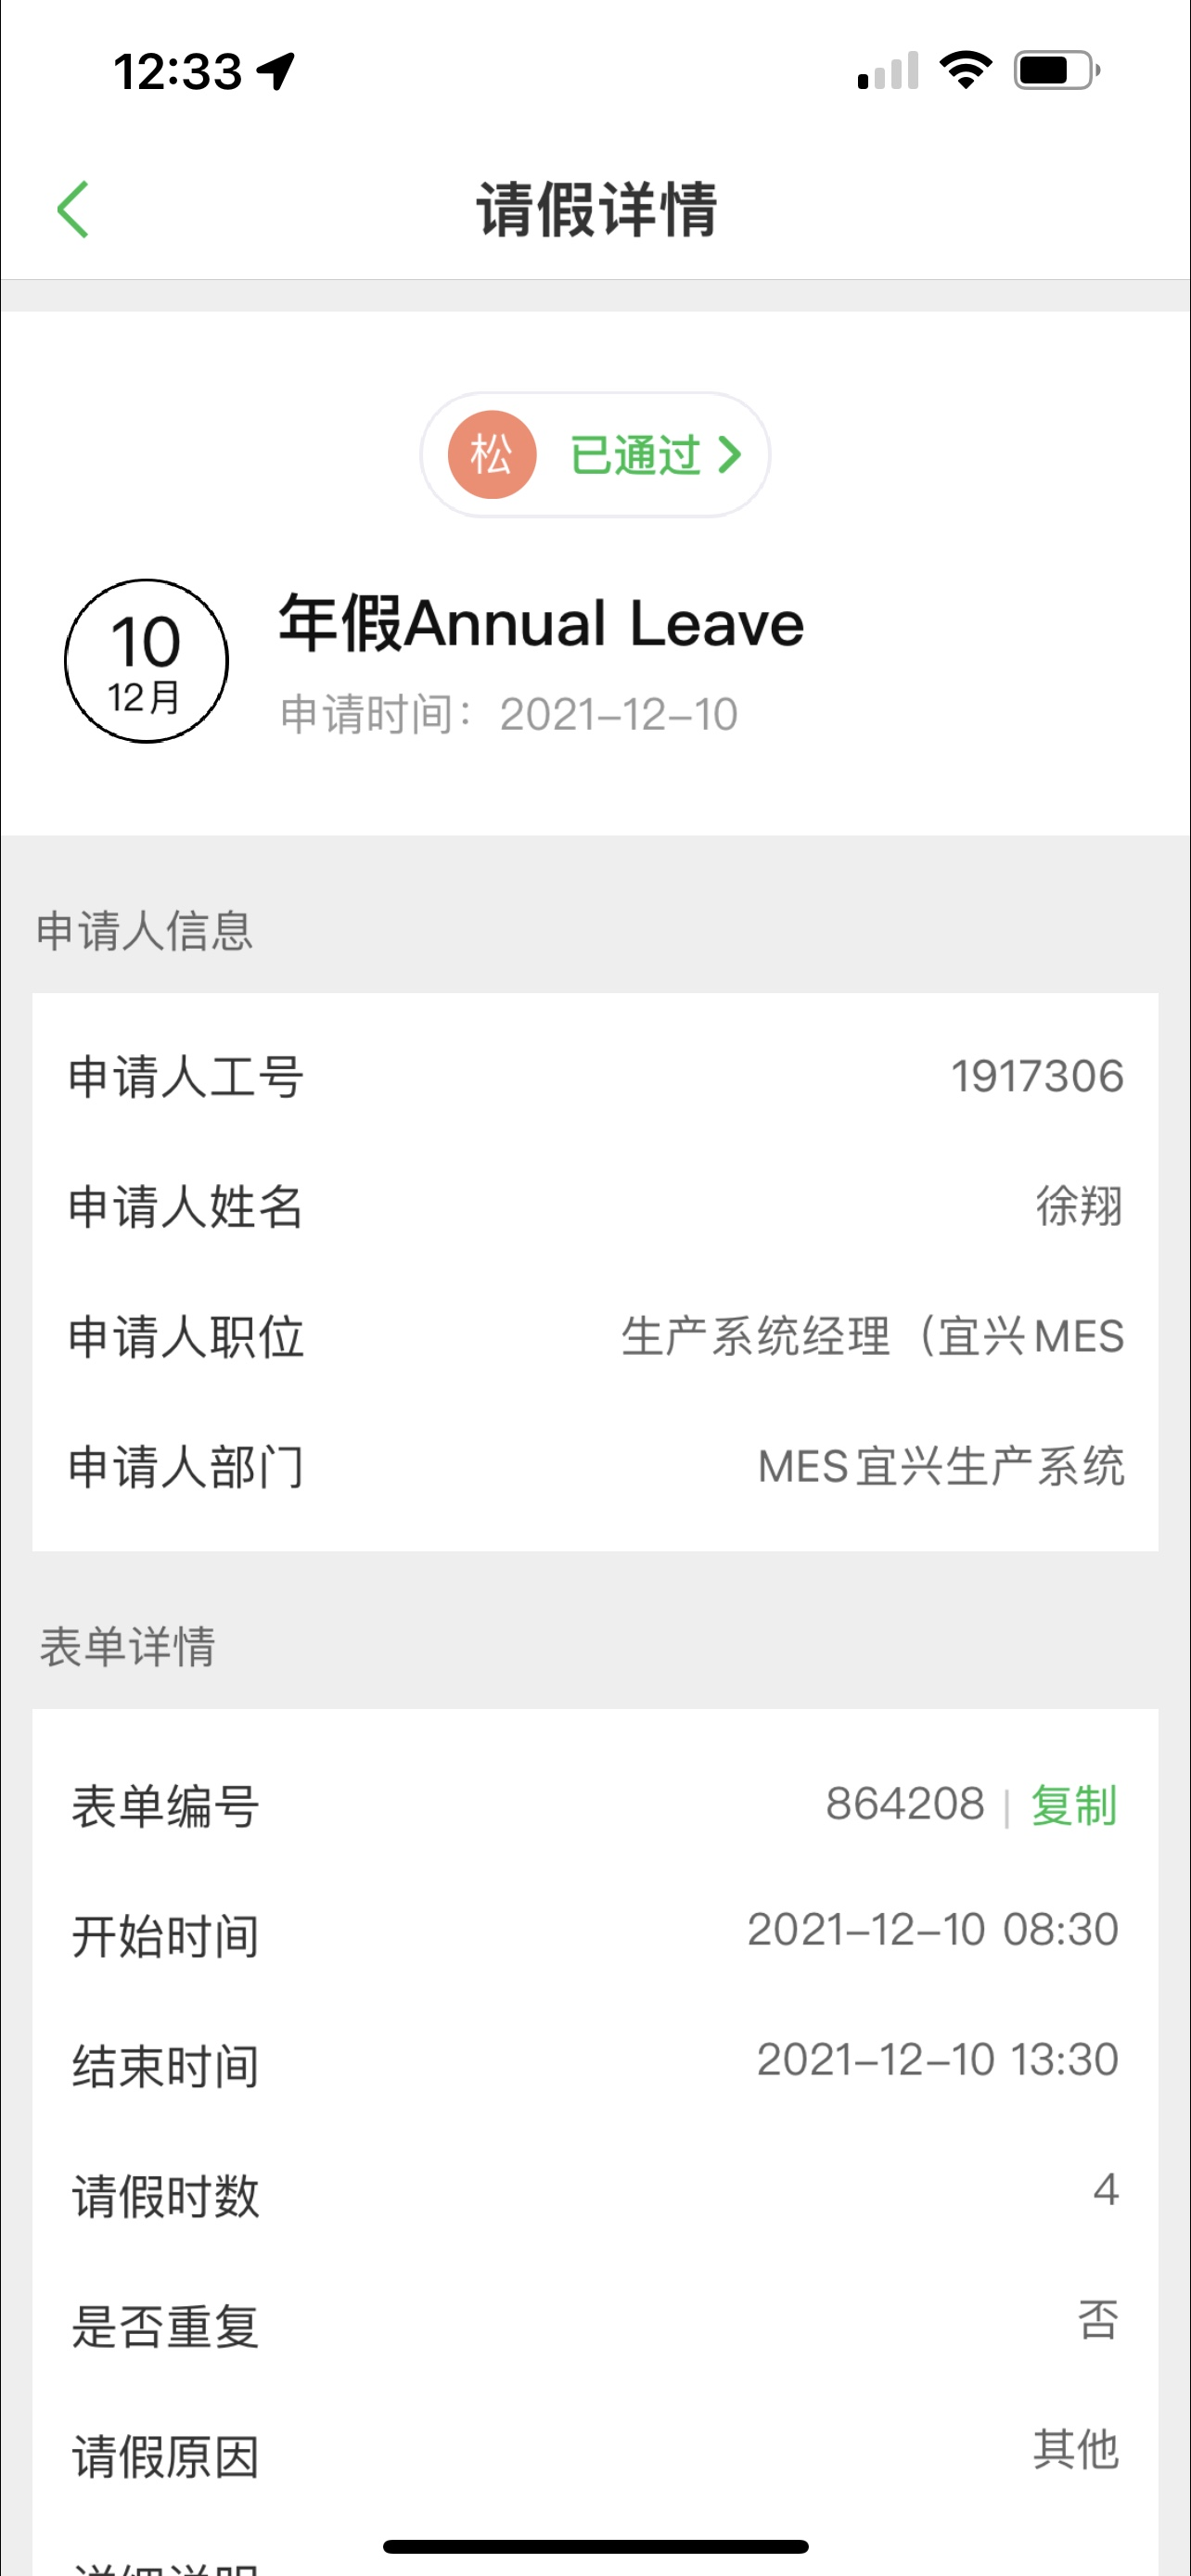 12:33
请假详情
松 已通过
10
12月
年假Annual Leave
申请时间：2021-12-10
申请人信息
申请人工号 1917306
申请人姓名 徐翔
申请人职位 生产系统经理（宜兴MES
申请人部门 MES宜兴生产系统
表单详情
表单编号 864208 | 复制
开始时间 2021-12-10 08:30
结束时间 2021-12-10 13:30
请假时数 4
是否重复 否
请假原因 其他